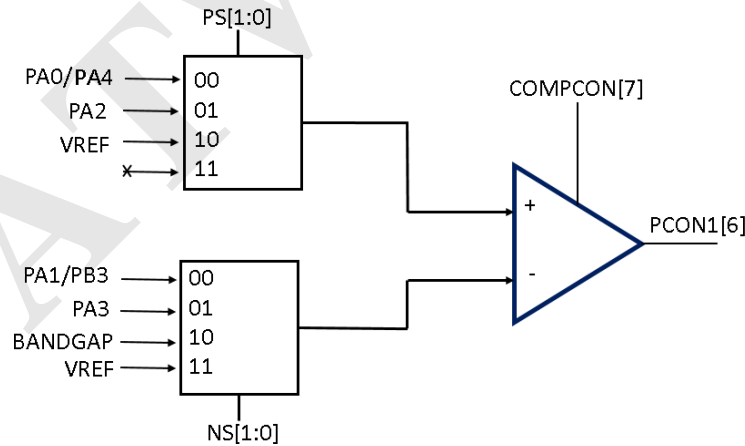 PS[1:0]
PA0/PA4
00
PA2
01
VREF
10
x
11
COMPCON[7]
+
-
PCON1[6]
PA1/PB3
00
PA3
01
BANDGAP
10
VREF
11
NS[1:0]